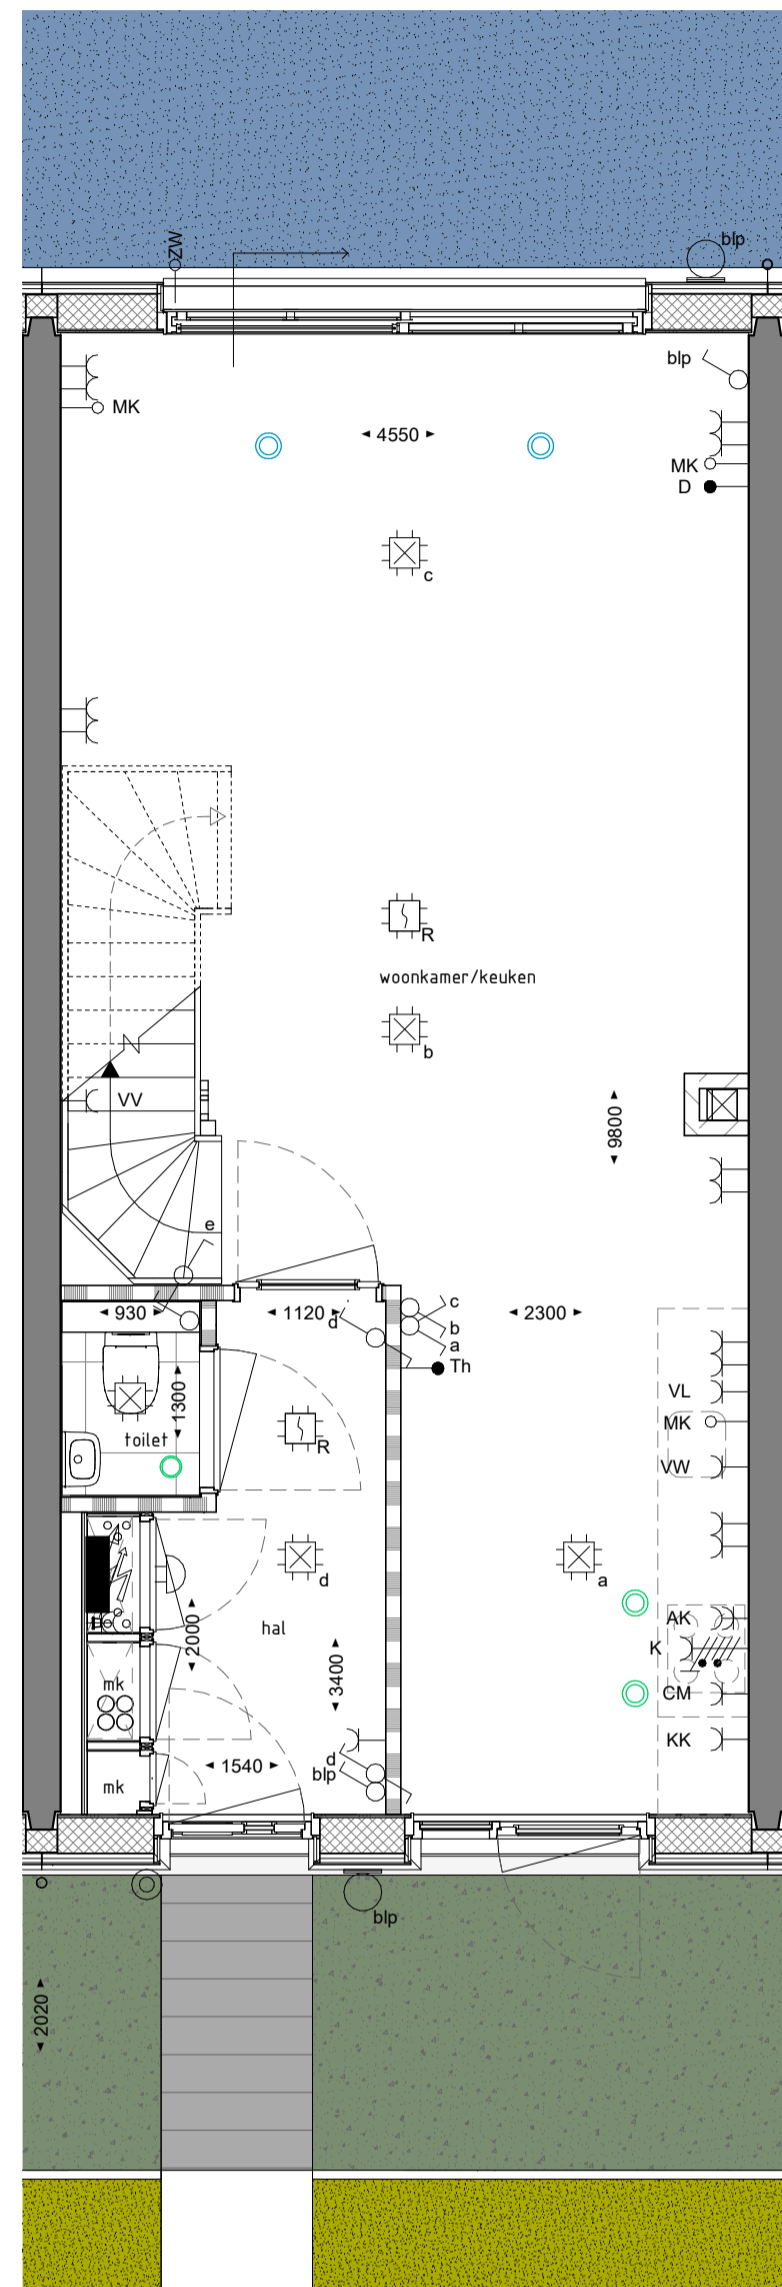 ZW
blp
blp
4550
MK
MK
D
c
R
woonkamer/keuken
b
VV
9800
e
930
1120
d
c
b
a
2300
Th
1300
VL
MK
toilet
R
VW
d
a
2000
hal
AK
K
3400
mk
CM
KK
d
1540
blp
mk
blp
2020